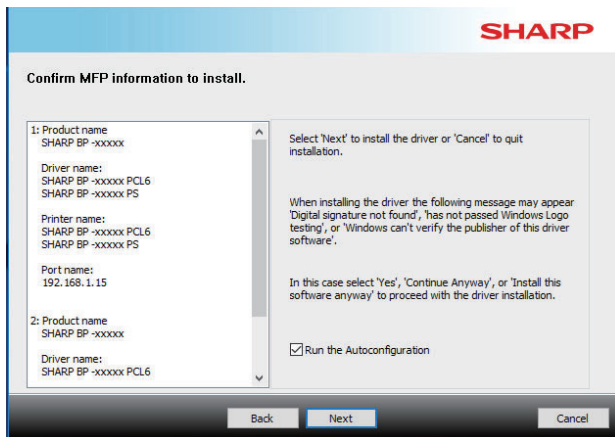 SHARP
Confirm MFP information to install.
1: Product name
SHARP BP -xxxxx
Driver name:
SHARP BP -xxxxx PCL6
SHARP BP -xxxxx PS
Printer name:
SHARP BP -xxxxx PCL6
SHARP BP -xxxxx PS
Port name:
192.168.1.15
2: Product name
SHARP BP -xxxxx
Driver name:
SHARP BP -xxxxx PCL6
Select 'Next' to install the driver or 'Cancel' to quit
installation.
When installing the driver the following message may appear
'Digital signature not found', 'has not passed Windows Logo
testing', or 'Windows can't verify the publisher of this driver
software'.
In this case select 'Yes', 'Continue Anyway', or 'Install this
software anyway' to proceed with the driver installation.
Run the Autoconfiguration
Back
Next
Cancel